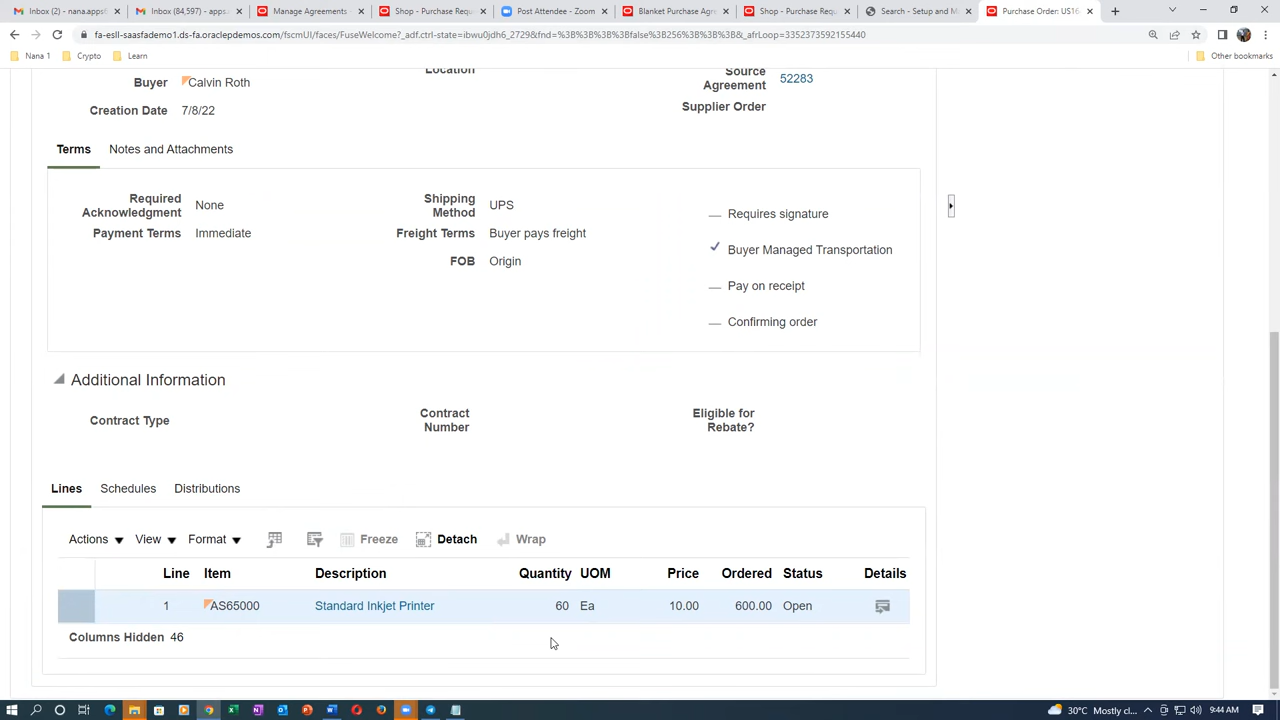 Inbox (2) - nana.apps6
Inbox (84,597) - apps.
Manage Agreements
Shop - Purchase Requ
Post Attendee - Zoom
Blanket Purchase Agr
Shop - Purchase Requ
Search - Setup and M
Purchase Order: US16
fa-esll-saasfademo1.ds-fa.oraclepdemos.com/fscmUI/faces/FuseWelcome?_adf.ctrl-state=ibwu0jdh6_2729&fnd=%3B%3B%3B%3Bfalse%3B256%3B%3B%3B&_afrLoop=3352373592155440
Nana 1
Crypto
Learn
Other bookmarks
Buyer Calvin Roth
Location
Source Agreement 52283
Creation Date 7/8/22
Supplier Order
Terms Notes and Attachments
Required Acknowledgment None
Shipping Method UPS
Requires signature
Payment Terms Immediate
Freight Terms Buyer pays freight
Buyer Managed Transportation
FOB Origin
Pay on receipt
Confirming order
Additional Information
Contract Type
Contract Number
Eligible for Rebate?
Lines Schedules Distributions
Actions View Format Freeze Detach Wrap
Line Item Description Quantity UOM Price Ordered Status Details
1 AS65000 Standard Inkjet Printer 60 Ea 10.00 600.00 Open
Columns Hidden 46
30°C Mostly cl...
9:44 AM